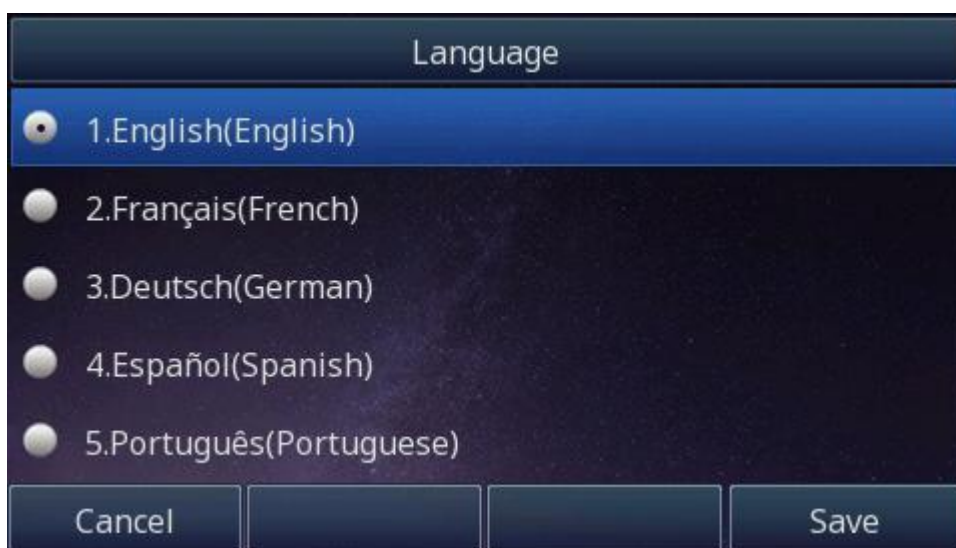 Language
1.English(English)
2.Français(French)
3.Deutsch(German)
4.Español(Spanish)
5.Português(Portuguese)
Cancel Save